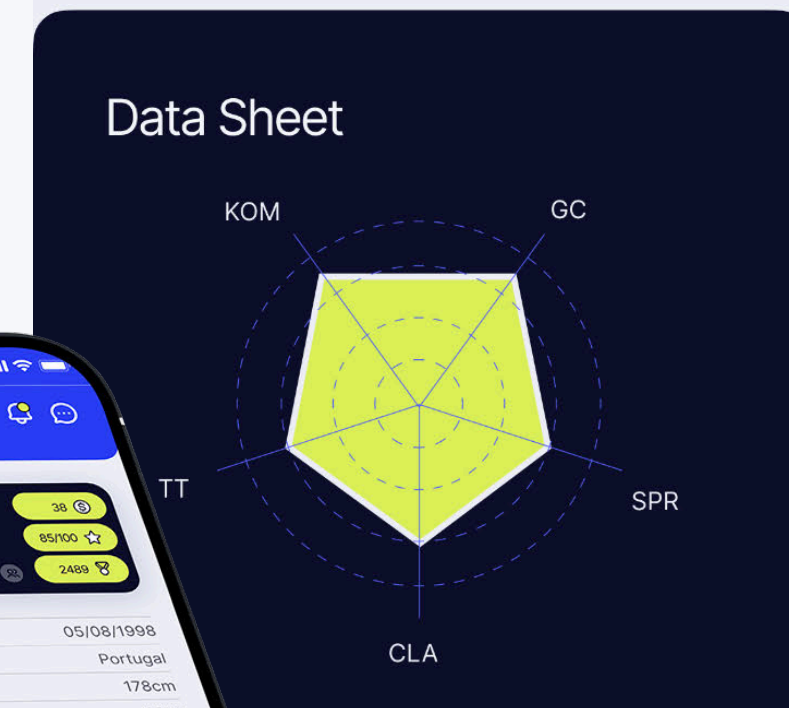 Data Sheet
KOM
GC
TT
SPR
CLA
38
85/100
2489
05/08/1998
Portugal
178cm